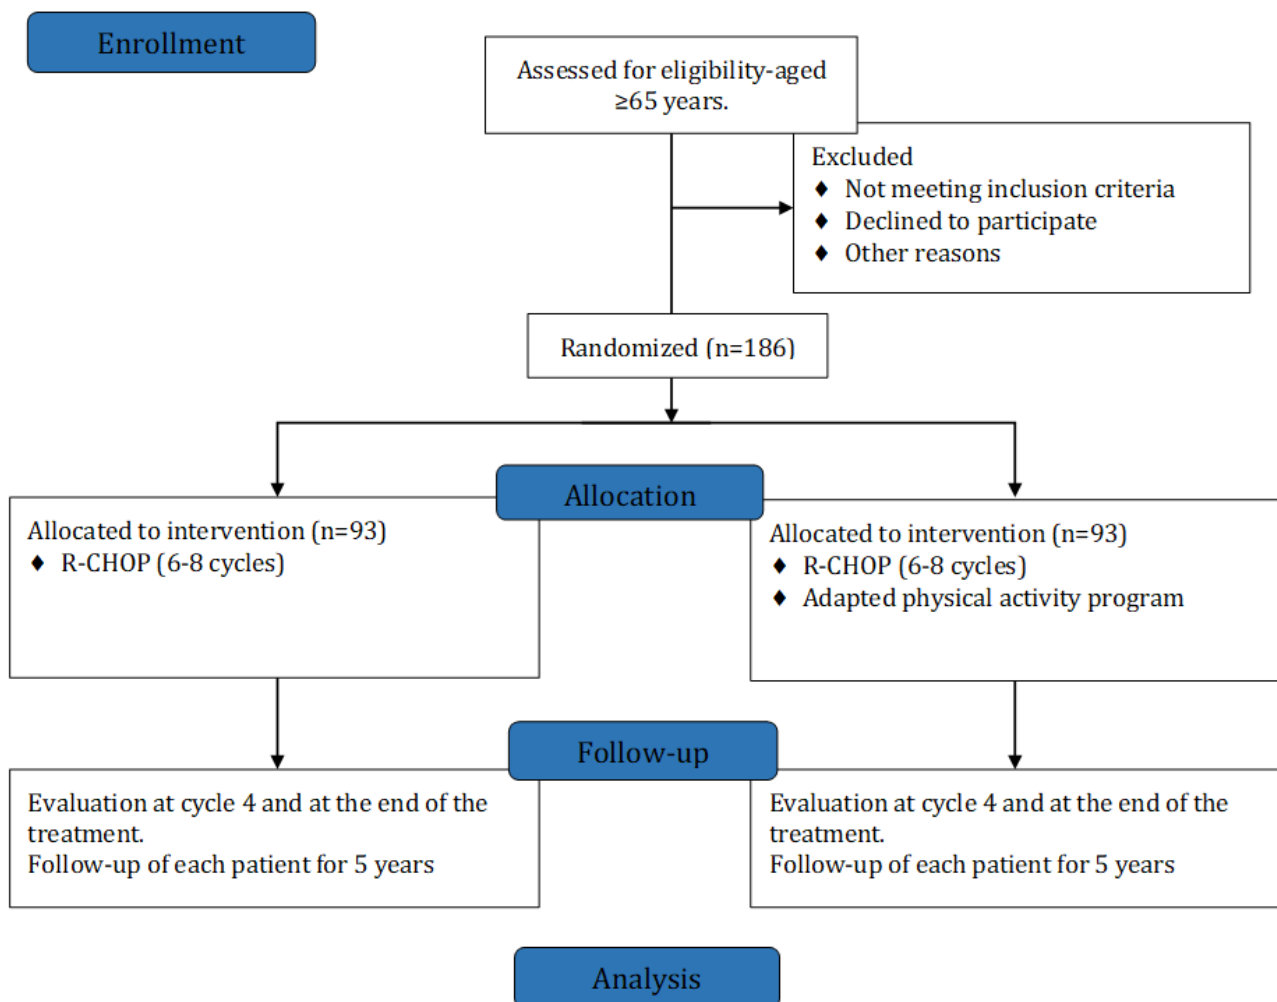 Enrollment
Assessed for eligibility-aged
≥65 years.
Excluded
♦ Not meeting inclusion criteria
♦ Declined to participate
♦ Other reasons
Randomized (n=186)
Allocation
Allocated to intervention (n=93)
♦ R-CHOP (6-8 cycles)
Allocated to intervention (n=93)
♦ R-CHOP (6-8 cycles)
♦ Adapted physical activity program
Follow-up
Evaluation at cycle 4 and at the end of the
treatment.
Follow-up of each patient for 5 years
Evaluation at cycle 4 and at the end of the
treatment.
Follow-up of each patient for 5 years
Analysis